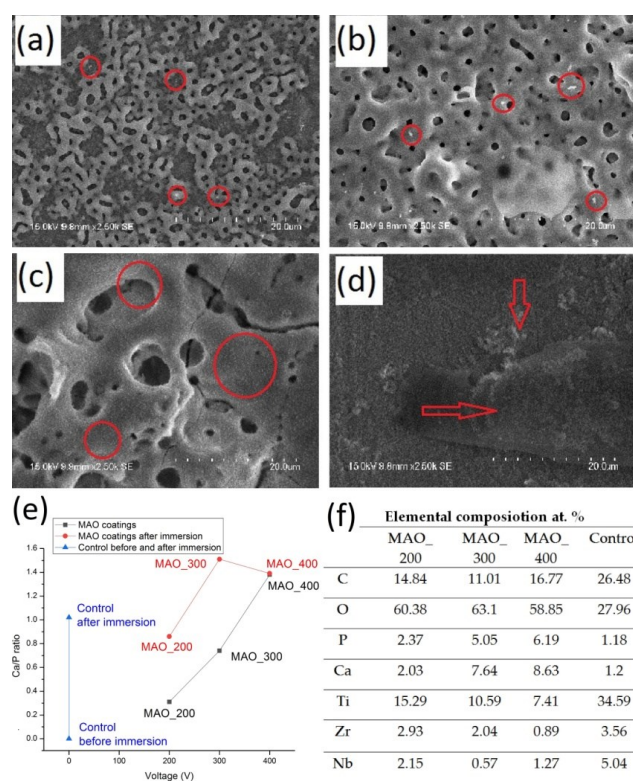 (a)
(b)
15.0kV 9.8mm x2.50k SE 20.0um
15.0kV 9.8mm x2.50k SE 20.0um
(c)
(d)
15.0kV 9.8mm x2.50k SE 20.0um
15.0kV 9.8mm x2.50k SE 20.0um
(e)
MAO coatings
MAO coatings after immersion
Control before and after immersion
1.6
1.4
1.2
1.0
0.8
0.6
0.4
0.2
0.0
Ca/P ratio
MAO_300
MAO_400
MAO_400
Control
after immersion
MAO_200
MAO_300
MAO_200
Control
before immersion
0 100 200 300 400
Voltage (V)
(f)
Elemental composiotion at. %
MAO_200 MAO_300 MAO_400 Control
C 14.84 11.01 16.77 26.48
O 60.38 63.1 58.85 27.96
P 2.37 5.05 6.19 1.18
Ca 2.03 7.64 8.63 1.2
Ti 15.29 10.59 7.41 34.59
Zr 2.93 2.04 0.89 3.56
Nb 2.15 0.57 1.27 5.04